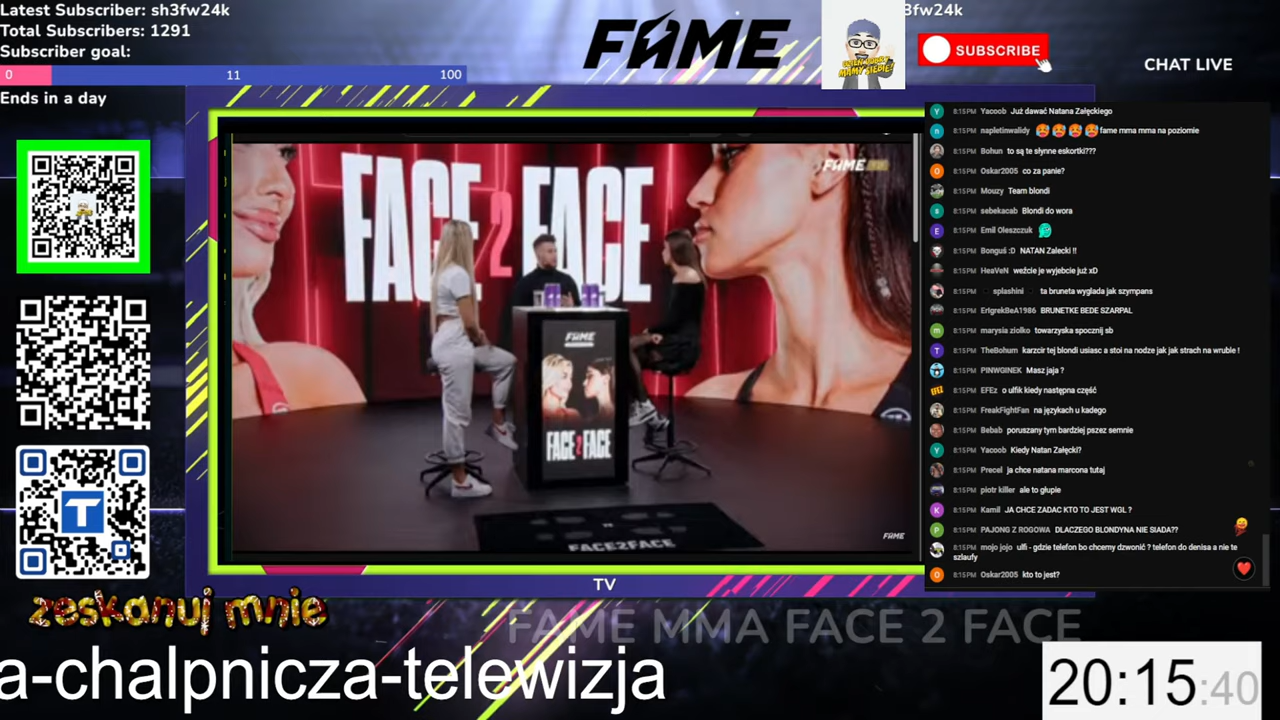 Latest Subscriber: sh3fw24k
Total Subscribers: 1291
Subscriber goal:
0 11 100
Ends in a day
FAME
3fw24k
MAMY CIEBIE!
SUBSCRIBE
CHAT LIVE
FACE 2 FACE
FAME
FAME
FACE 2 FACE
FACE2FACE
FAME
8:15PM Yacoob Już dawać Natana Załęckiego
8:15PM napletinwalidy fame mma mma na poziomie
8:15PM Bohun to są te słynne eskortki???
8:15PM Oskar2005 co za panie?
8:15PM Mouzy Team blondi
8:15PM sebekacab Blondi do wora
8:15PM Emil Oleszczuk
8:15PM Bonguś :D NATAN Załecki !!
8:15PM HeaVeN weźcie je wyjebcie już xD
8:15PM splashini ta bruneta wyglada jak szympans
8:15PM ErIgrekBeA1986 BRUNETKE BEDE SZARPAL
8:15PM marysia ziolko towarzyska spocznij sb
8:15PM TheBohum karzcir tej blondi usiasc a stoi na nodze jak jak strach na wruble !
8:15PM PINWGINEK Masz jaja ?
8:15PM EFEz o ulfik kiedy następna część
8:15PM FreakFightFan na językach u kadego
8:15PM Bebab poruszany tym bardziej pszez semnie
8:15PM Yacoob Kiedy Natan Załęcki?
8:15PM Precel ja chce natana marcona tutaj
8:15PM piotr killer ale to głupie
8:15PM Kamil JA CHCE ZADAC KTO TO JEST WGL ?
8:15PM PAJONG Z ROGOWA DLACZEGO BLONDYNA NIE SIADA??
8:15PM mojo jojo ulfi - gdzie telefon bo chcemy dzwonić ? telefon do denisa a nie te
szlaufy
8:15PM Oskar2005 kto to jest?
TV
zeskanuj mnie
FAME MMA FACE 2 FACE
a-chalpnicza-telewizja
20:15:40